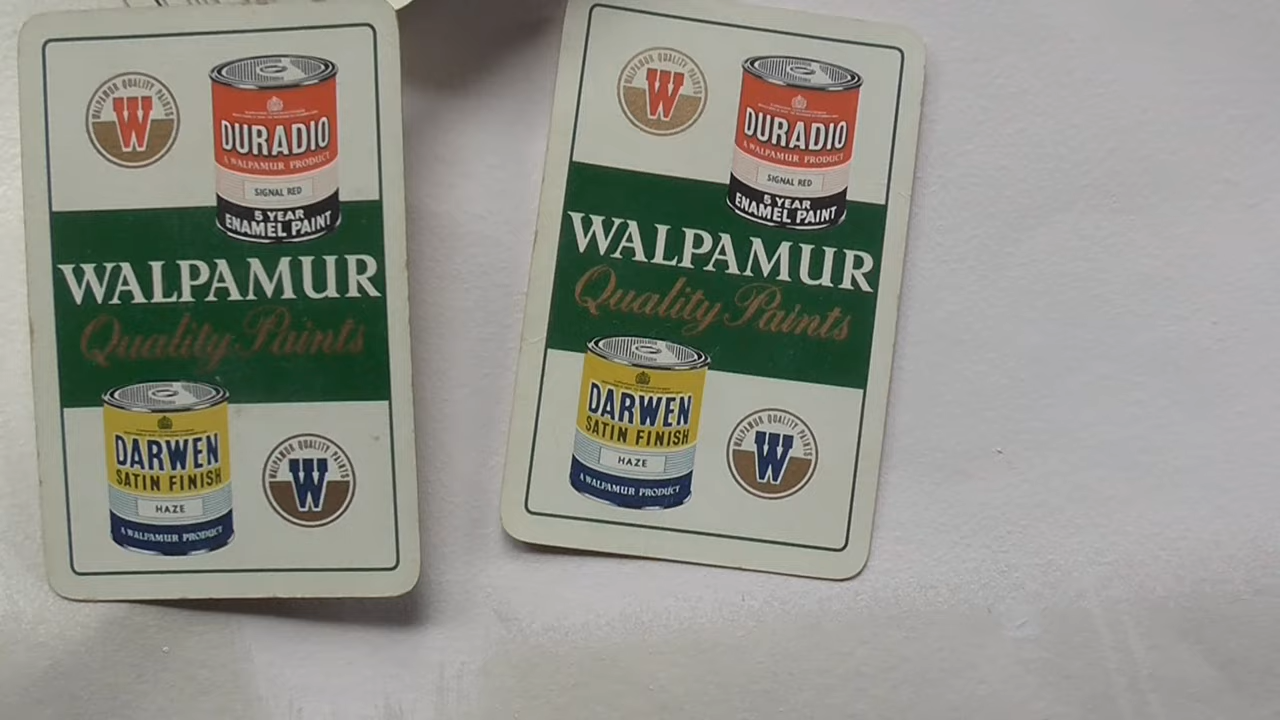 WALPAMUR QUALITY PAINTS
W
DURADIO
A WALPAMUR PRODUCT
SIGNAL RED
5 YEAR
ENAMEL PAINT
WALPAMUR
Quality Paints
DARWEN
SATIN FINISH
HAZE
A WALPAMUR PRODUCT
WALPAMUR QUALITY PAINTS
W
WALPAMUR QUALITY PAINTS
W
DURADIO
A WALPAMUR PRODUCT
SIGNAL RED
5 YEAR
ENAMEL PAINT
WALPAMUR
Quality Paints
DARWEN
SATIN FINISH
HAZE
A WALPAMUR PRODUCT
WALPAMUR QUALITY PAINTS
W